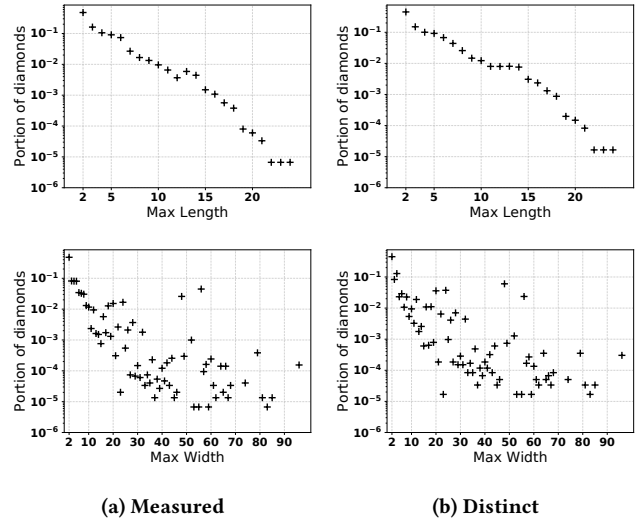 Portion of diamonds
10⁻¹
10⁻²
10⁻³
10⁻⁴
10⁻⁵
10⁻⁶
2 5 10 15 20
Max Length
Portion of diamonds
10⁻¹
10⁻²
10⁻³
10⁻⁴
10⁻⁵
10⁻⁶
2 5 10 15 20
Max Length
Portion of diamonds
10⁻¹
10⁻²
10⁻³
10⁻⁴
10⁻⁵
10⁻⁶
2 10 20 30 40 50 60 70 80 90
Max Width
Portion of diamonds
10⁻¹
10⁻²
10⁻³
10⁻⁴
10⁻⁵
10⁻⁶
2 10 20 30 40 50 60 70 80 90
Max Width
(a) Measured
(b) Distinct